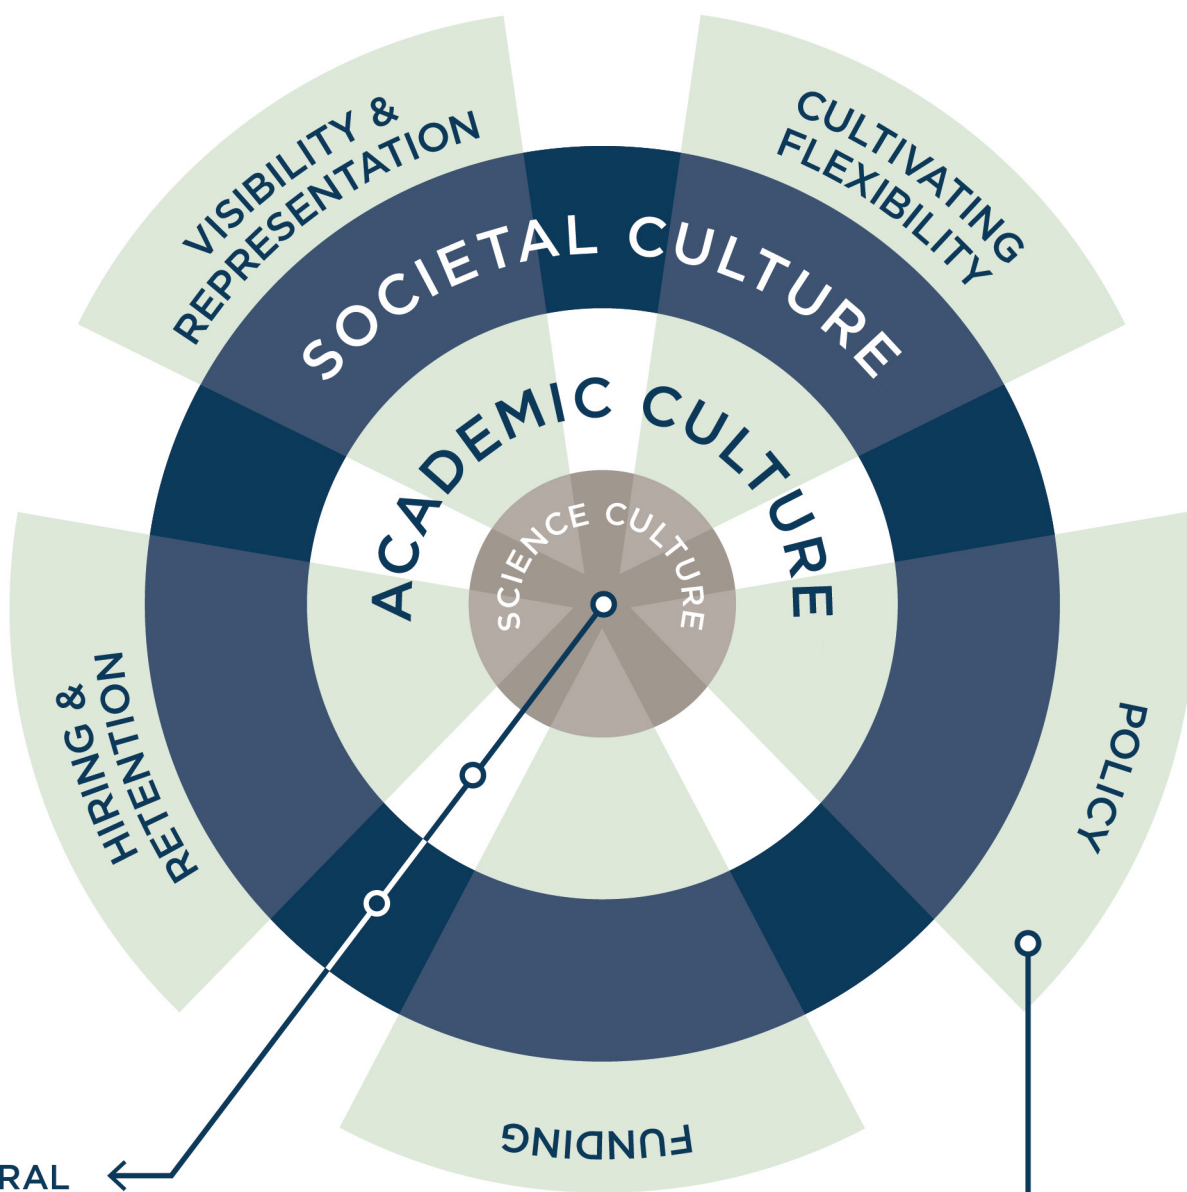 VISIBILITY &
REPRESENTATION
CULTIVATING
FLEXIBILITY
SOCIETAL CULTURE
ACADEMIC CULTURE
SCIENCE CULTURE
HIRING &
RETENTION
POLICY
FUNDING
RAL